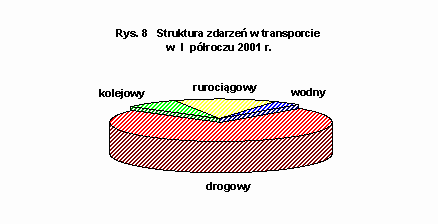 Rys. 8 Struktura zdarzeń w transporcie
w I półroczu 2001 r.
rurociągowy
kolejowy
wodny
drogowy